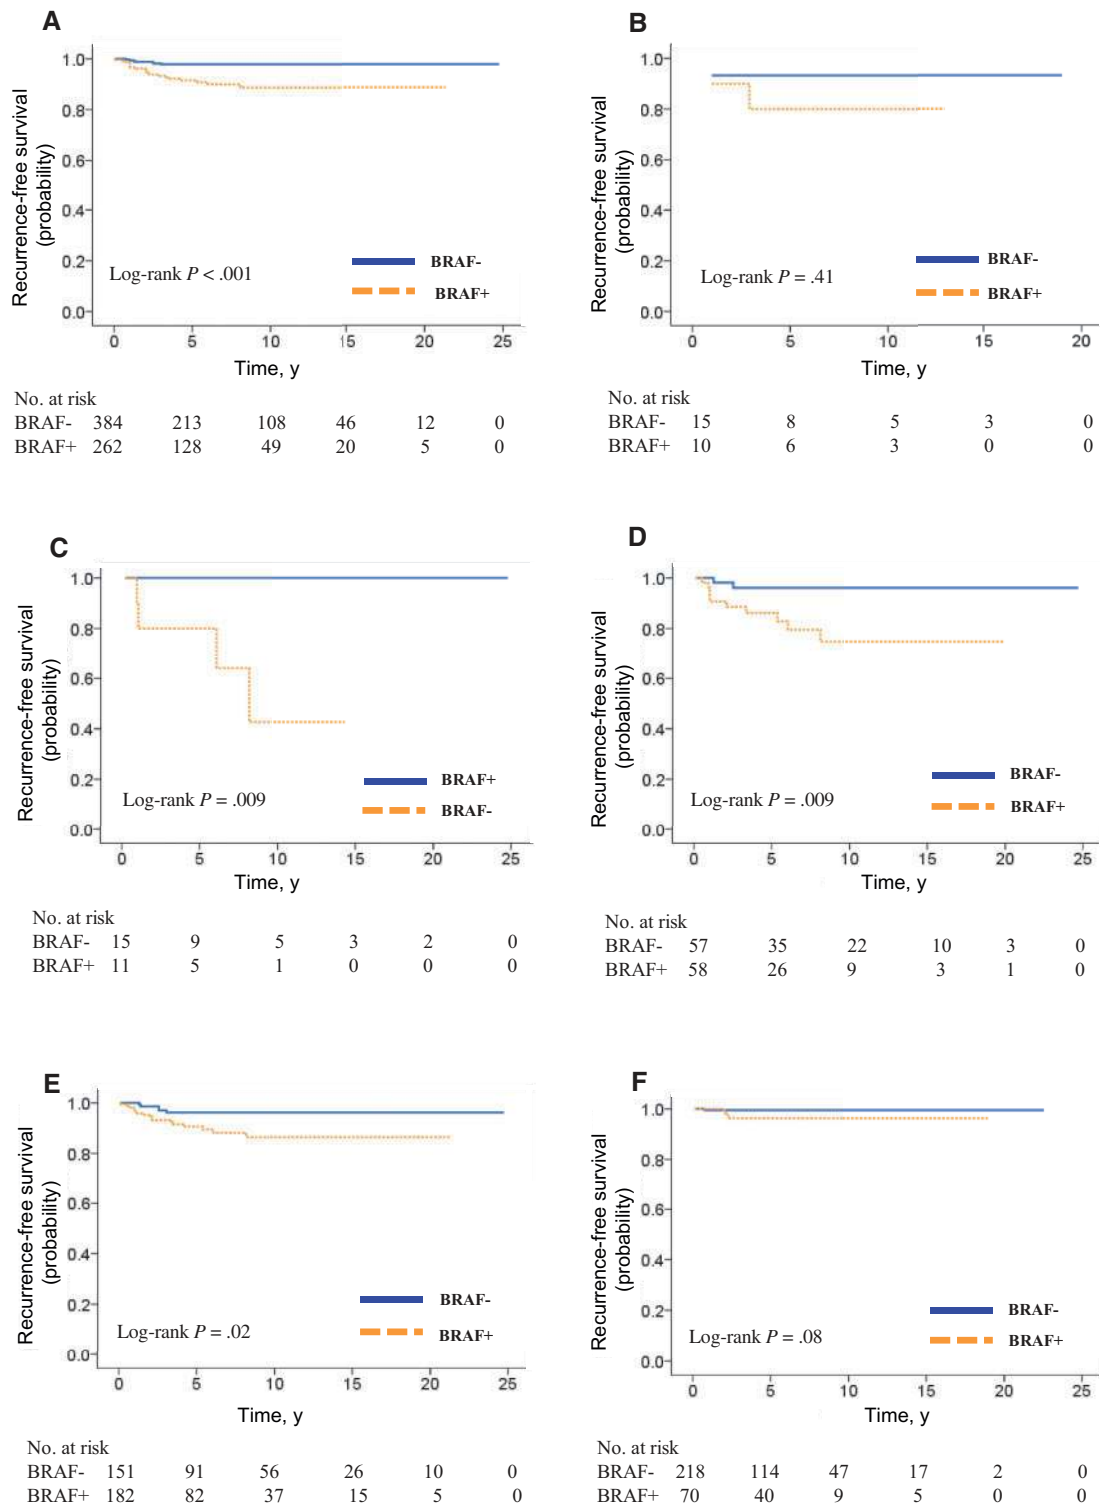 A
Recurrence-free survival
(probability)
1.0
0.8
0.6
0.4
0.2
0.0
Log-rank P < .001
BRAF-
BRAF+
0 5 10 15 20 25
Time, y
No. at risk
BRAF- 384 213 108 46 12 0
BRAF+ 262 128 49 20 5 0
B
Recurrence-free survival
(probability)
1.0
0.8
0.6
0.4
0.2
0.0
Log-rank P = .41
BRAF-
BRAF+
0 5 10 15 20
Time, y
No. at risk
BRAF- 15 8 5 3 0
BRAF+ 10 6 3 0 0
C
Recurrence-free survival
(probability)
1.0
0.8
0.6
0.4
0.2
0.0
Log-rank P = .009
BRAF+
BRAF-
0 5 10 15 20 25
Time, y
No. at risk
BRAF- 15 9 5 3 2 0
BRAF+ 11 5 1 0 0 0
D
Recurrence-free survival
(probability)
1.0
0.8
0.6
0.4
0.2
0.0
Log-rank P = .009
BRAF-
BRAF+
0 5 10 15 20 25
Time, y
No. at risk
BRAF- 57 35 22 10 3 0
BRAF+ 58 26 9 3 1 0
E
Recurrence-free survival
(probability)
1.0
0.8
0.6
0.4
0.2
0.0
Log-rank P = .02
BRAF-
BRAF+
0 5 10 15 20 25
Time, y
No. at risk
BRAF- 151 91 56 26 10 0
BRAF+ 182 82 37 15 5 0
F
Recurrence-free survival
(probability)
1.0
0.8
0.6
0.4
0.2
0.0
Log-rank P = .08
BRAF-
BRAF+
0 5 10 15 20 25
Time, y
No. at risk
BRAF- 218 114 47 17 2 0
BRAF+ 70 40 9 5 0 0